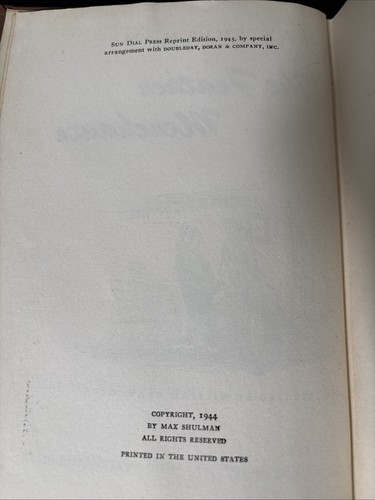 Sun Dial Press Reprint Edition, 1945, by special
arrangement with Doubleday, Doran & Company, Inc.
COPYRIGHT, 1944
BY MAX SHULMAN
ALL RIGHTS RESERVED
PRINTED IN THE UNITED STATES